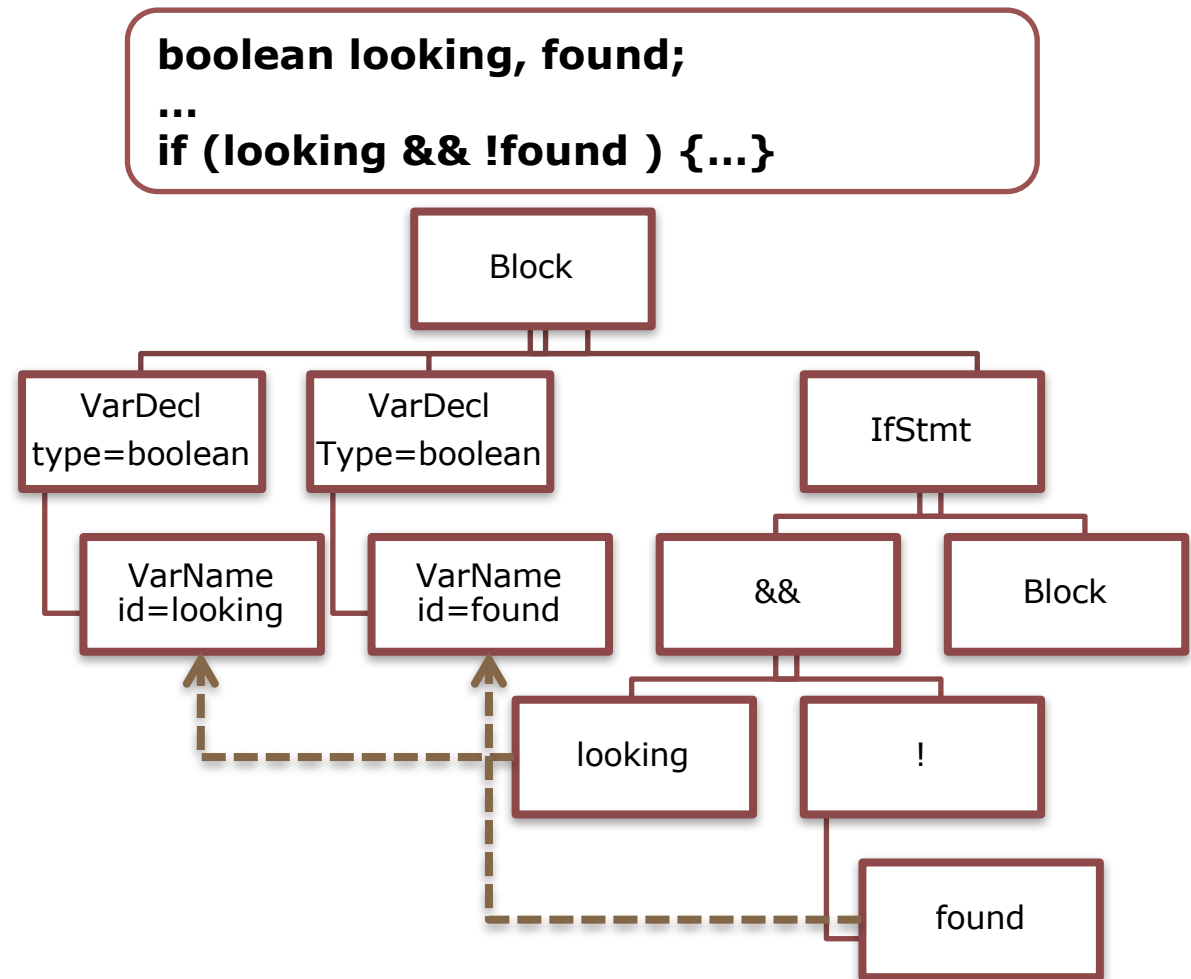 boolean looking, found;
...
if (looking && !found ) {...}
Block
VarDecl
type=boolean
VarDecl
Type=boolean
IfStmt
VarName
id=looking
VarName
id=found
&&
Block
looking
!
found